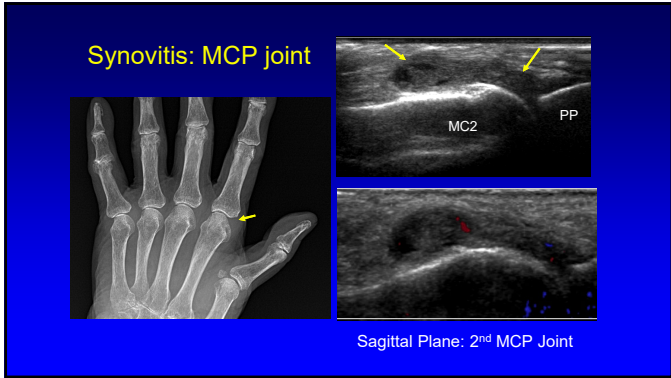 Synovitis: MCP joint
MC2
PP
Sagittal Plane: 2nd MCP Joint